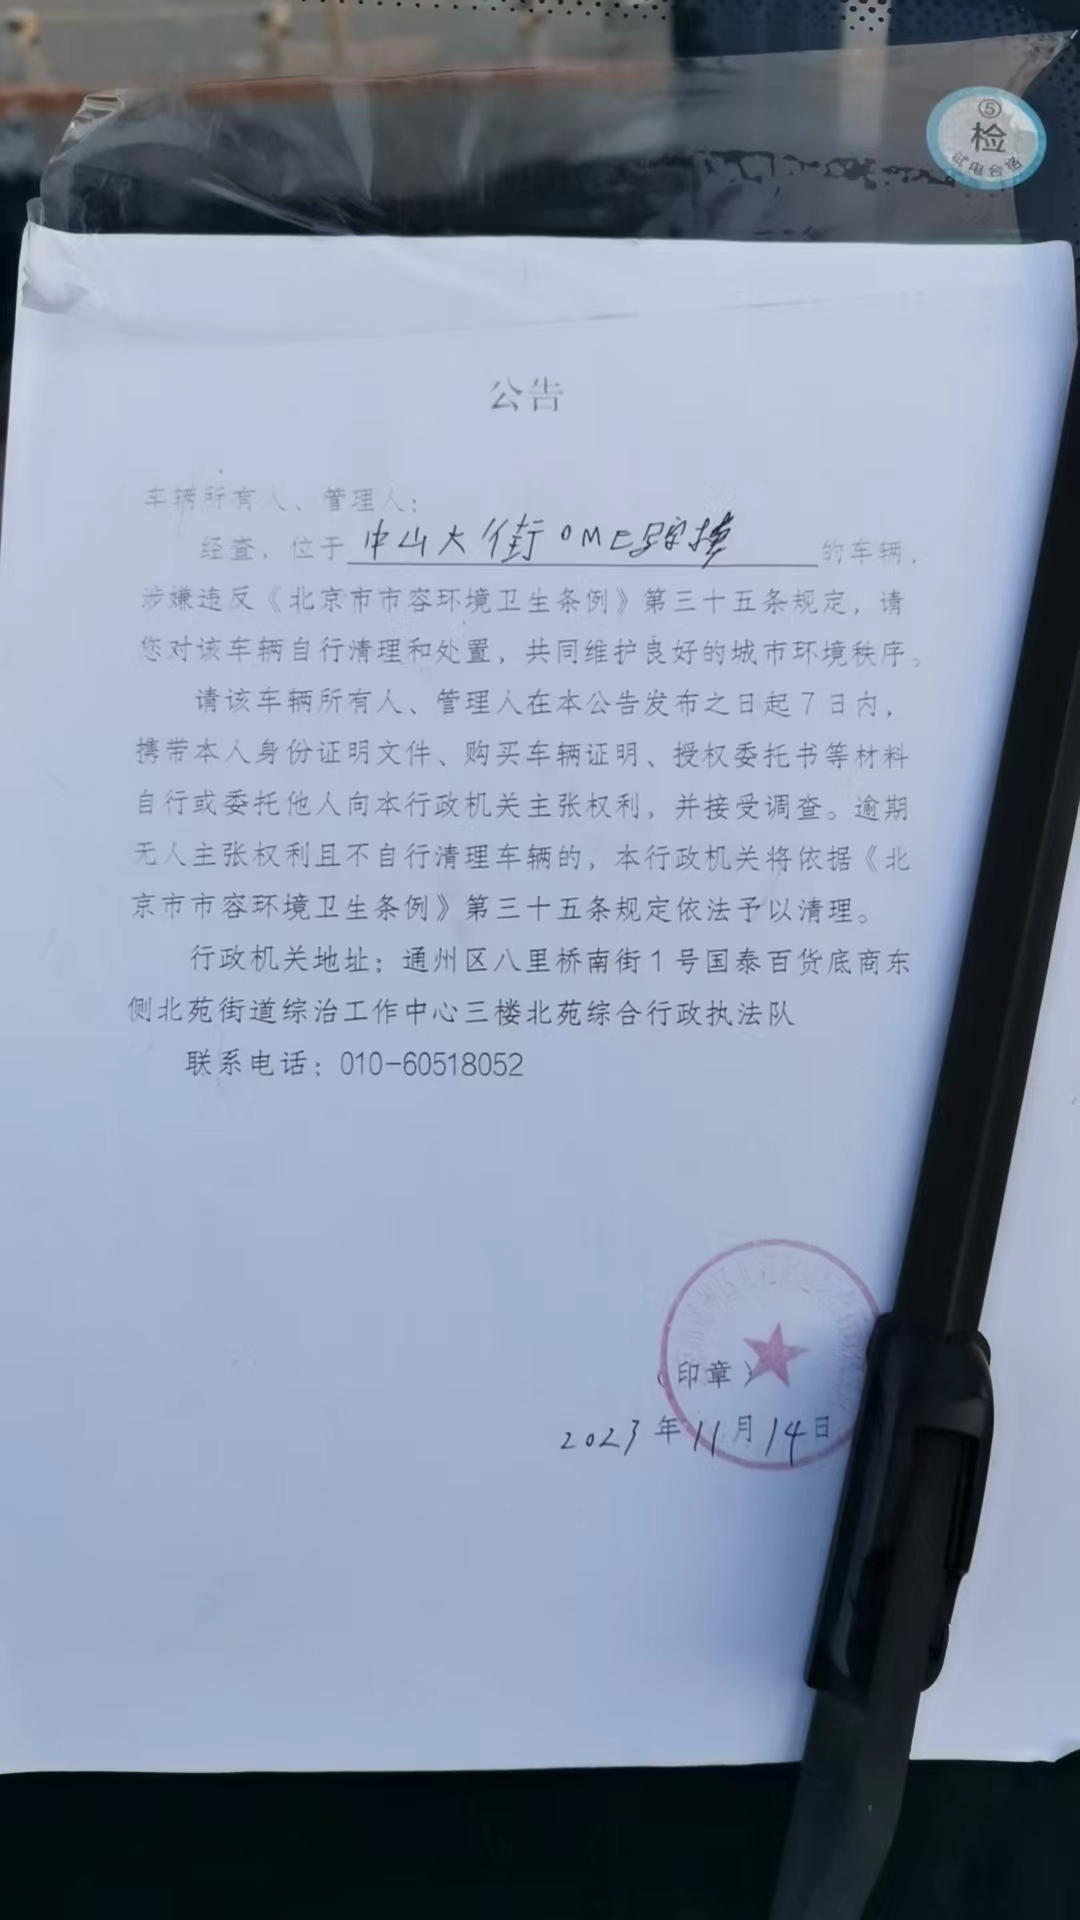 ⑤
检
试电合格
公告
车辆所有人、管理人：
经查，位于 中山大街OME 的车辆，
涉嫌违反《北京市市容环境卫生条例》第三十五条规定，请
您对该车辆自行清理和处置，共同维护良好的城市环境秩序。
请该车辆所有人、管理人在本公告发布之日起7日内，
携带本人身份证明文件、购买车辆证明、授权委托书等材料
自行或委托他人向本行政机关主张权利，并接受调查。逾期
无人主张权利且不自行清理车辆的，本行政机关将依据《北
京市市容环境卫生条例》第三十五条规定依法予以清理。
行政机关地址：通州区八里桥南街1号国泰百货底商东
侧北苑街道综治工作中心三楼北苑综合行政执法队
联系电话：010-60518052
（印章）
2023年11月14日